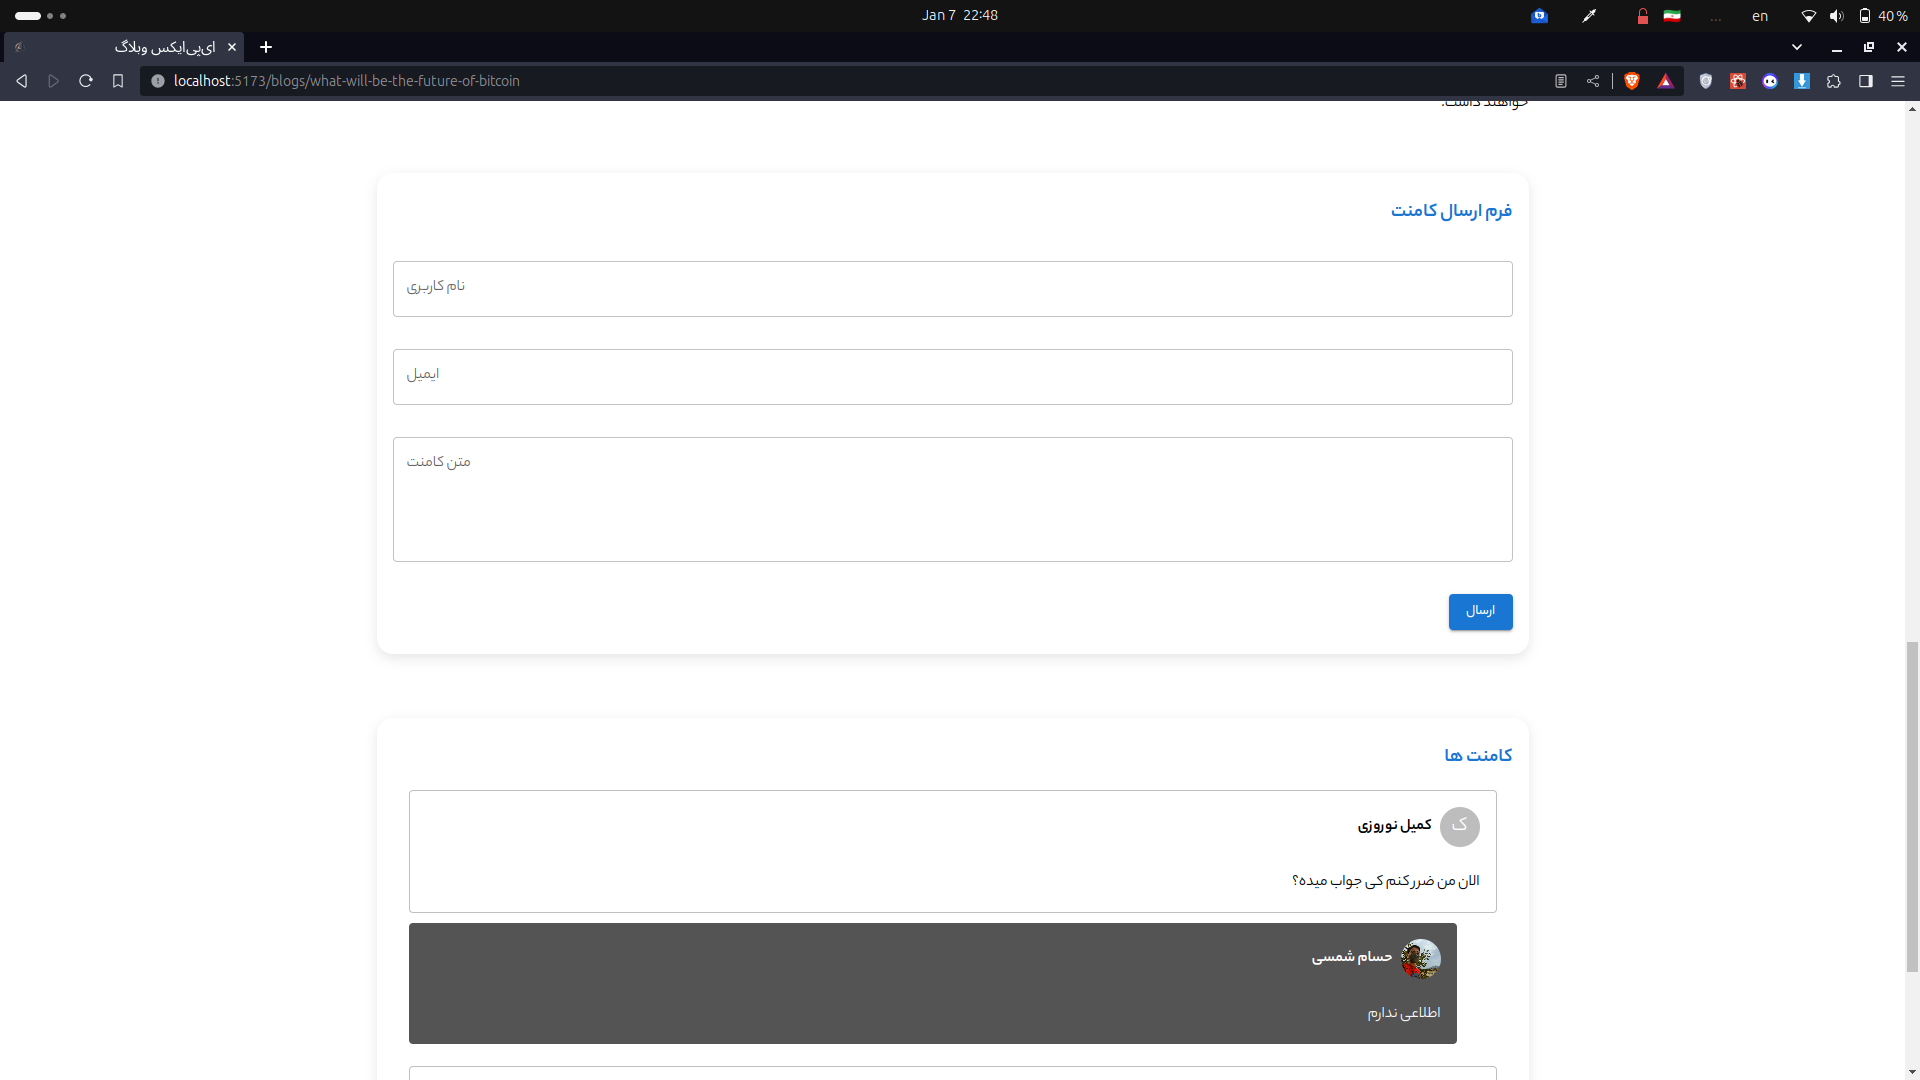 Jan 7 22:48
en
40 %
ای‌پی‌ایکس وبلاگ
localhost:5173/blogs/what-will-be-the-future-of-bitcoin
خواهند داشت.
فرم ارسال کامنت
نام کاربری
ایمیل
متن کامنت
ارسال
کامنت ها
ک
کمیل نوروزی
الان من ضرر کنم کی جواب میده؟
حسام شمسی
اطلاعی ندارم